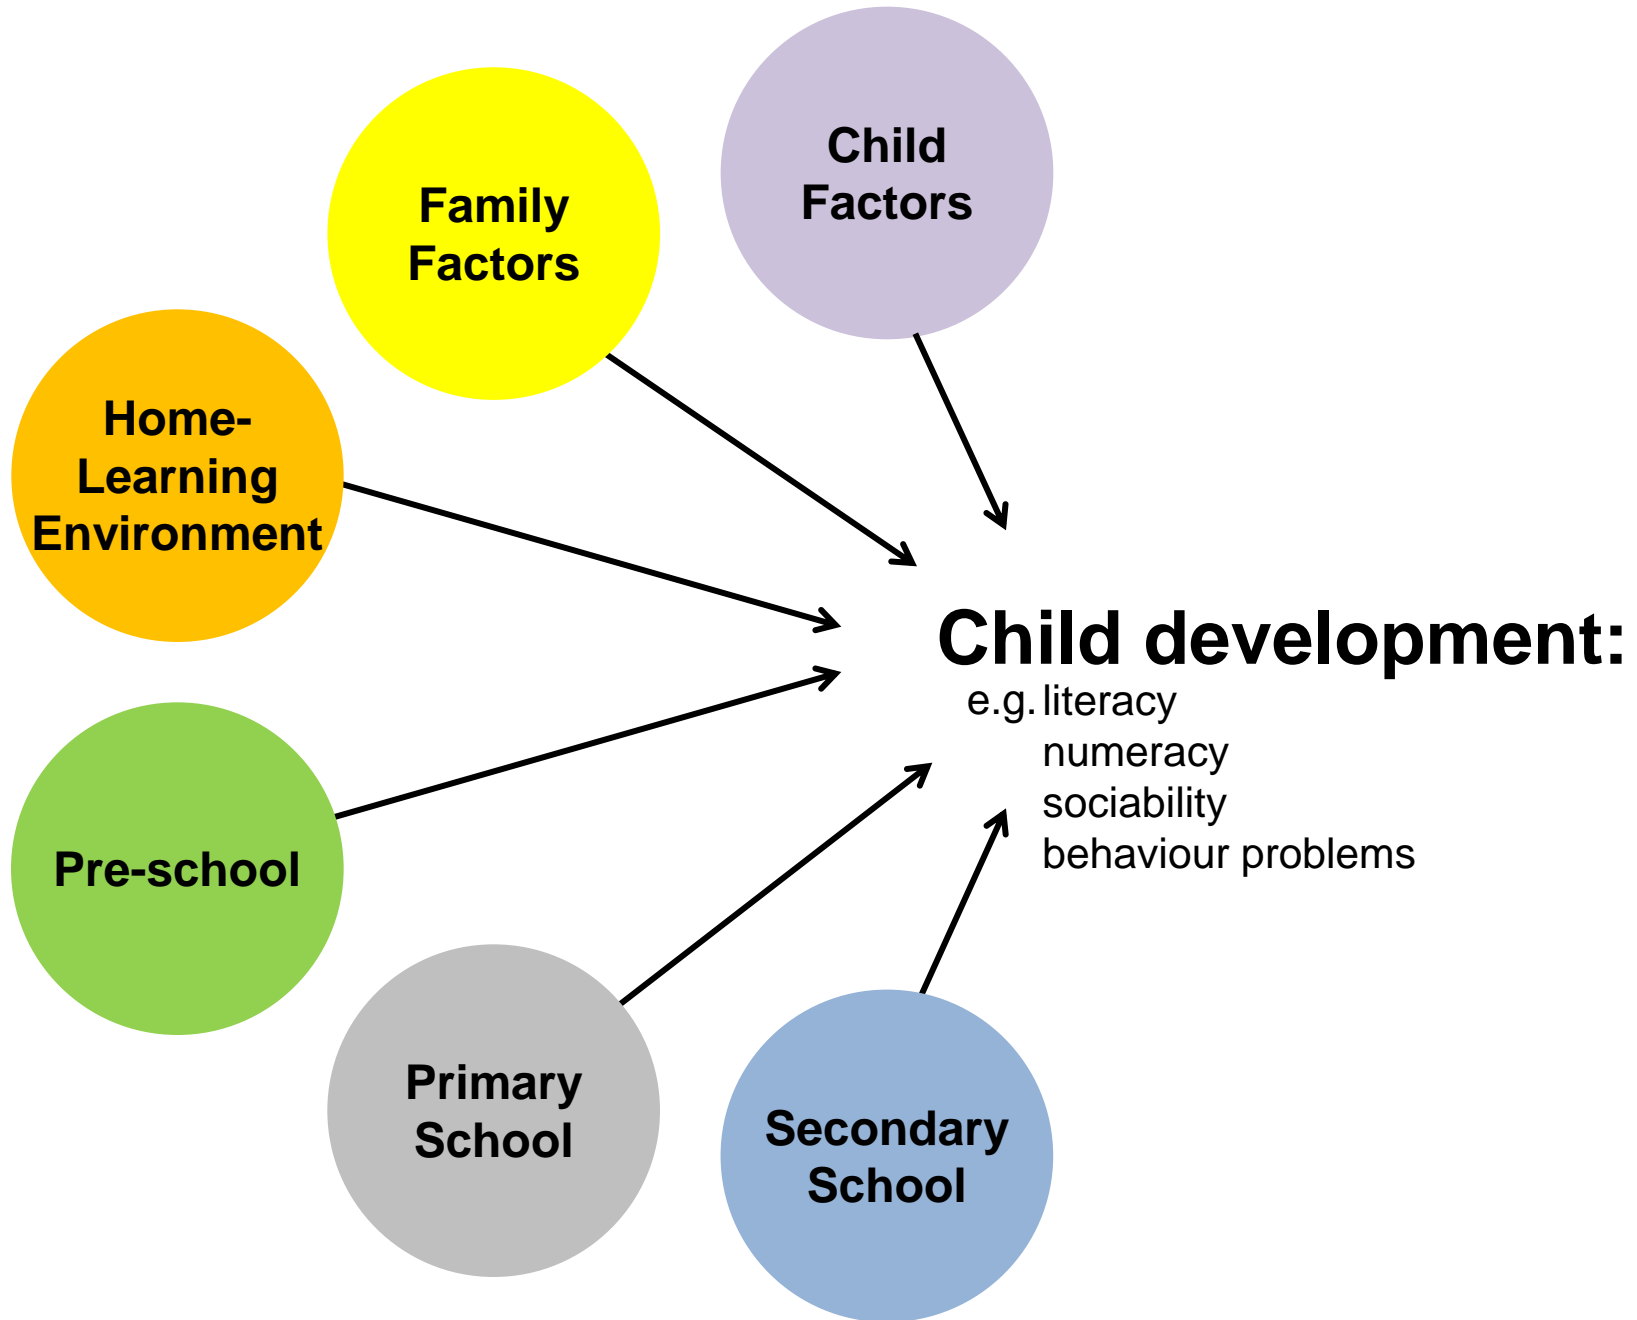 Child
Factors
Family
Factors
Home-
Learning
Environment
Child development:
e.g. literacy
numeracy
sociability
behaviour problems
Pre-school
Primary
School
Secondary
School